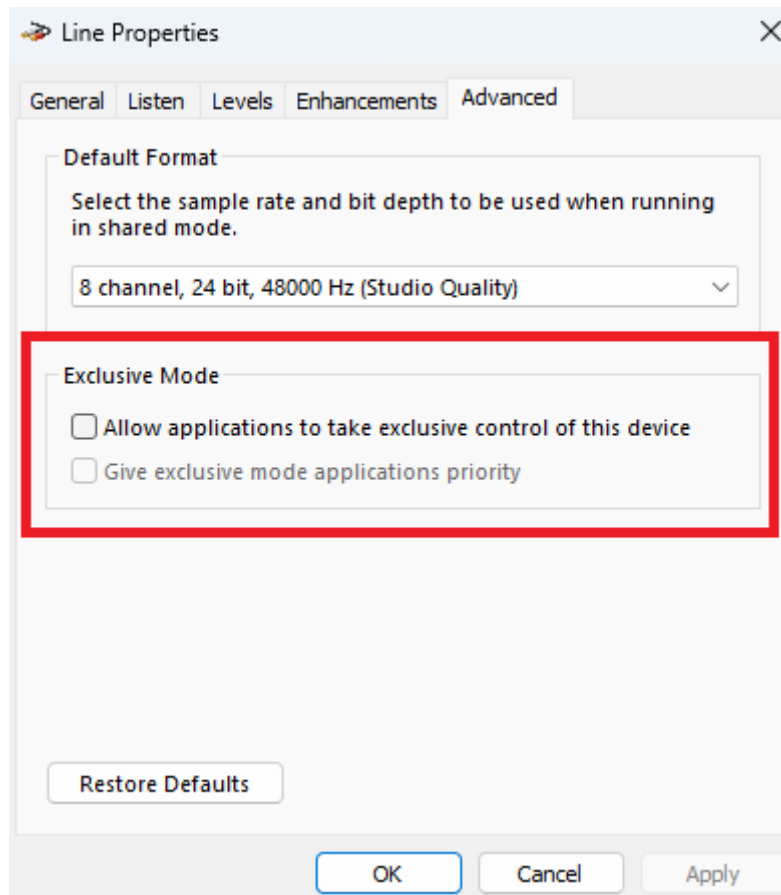 Line Properties
General Listen Levels Enhancements Advanced
Default Format
Select the sample rate and bit depth to be used when running
in shared mode.
8 channel, 24 bit, 48000 Hz (Studio Quality)
Exclusive Mode
Allow applications to take exclusive control of this device
Give exclusive mode applications priority
Restore Defaults
OK Cancel Apply